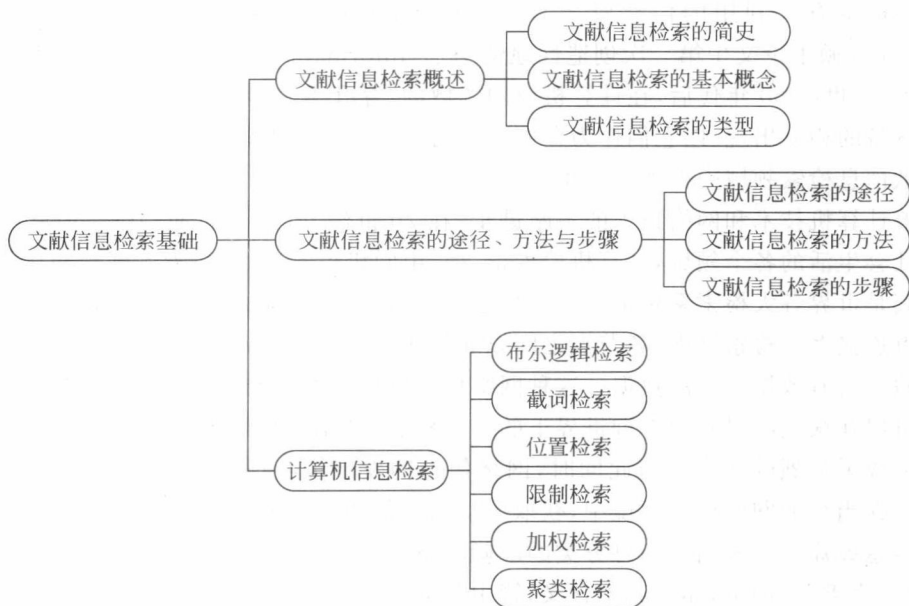 文献信息检索基础
文献信息检索概述
文献信息检索的简史
文献信息检索的基本概念
文献信息检索的类型
文献信息检索的途径、方法与步骤
文献信息检索的途径
文献信息检索的方法
文献信息检索的步骤
计算机信息检索
布尔逻辑检索
截词检索
位置检索
限制检索
加权检索
聚类检索